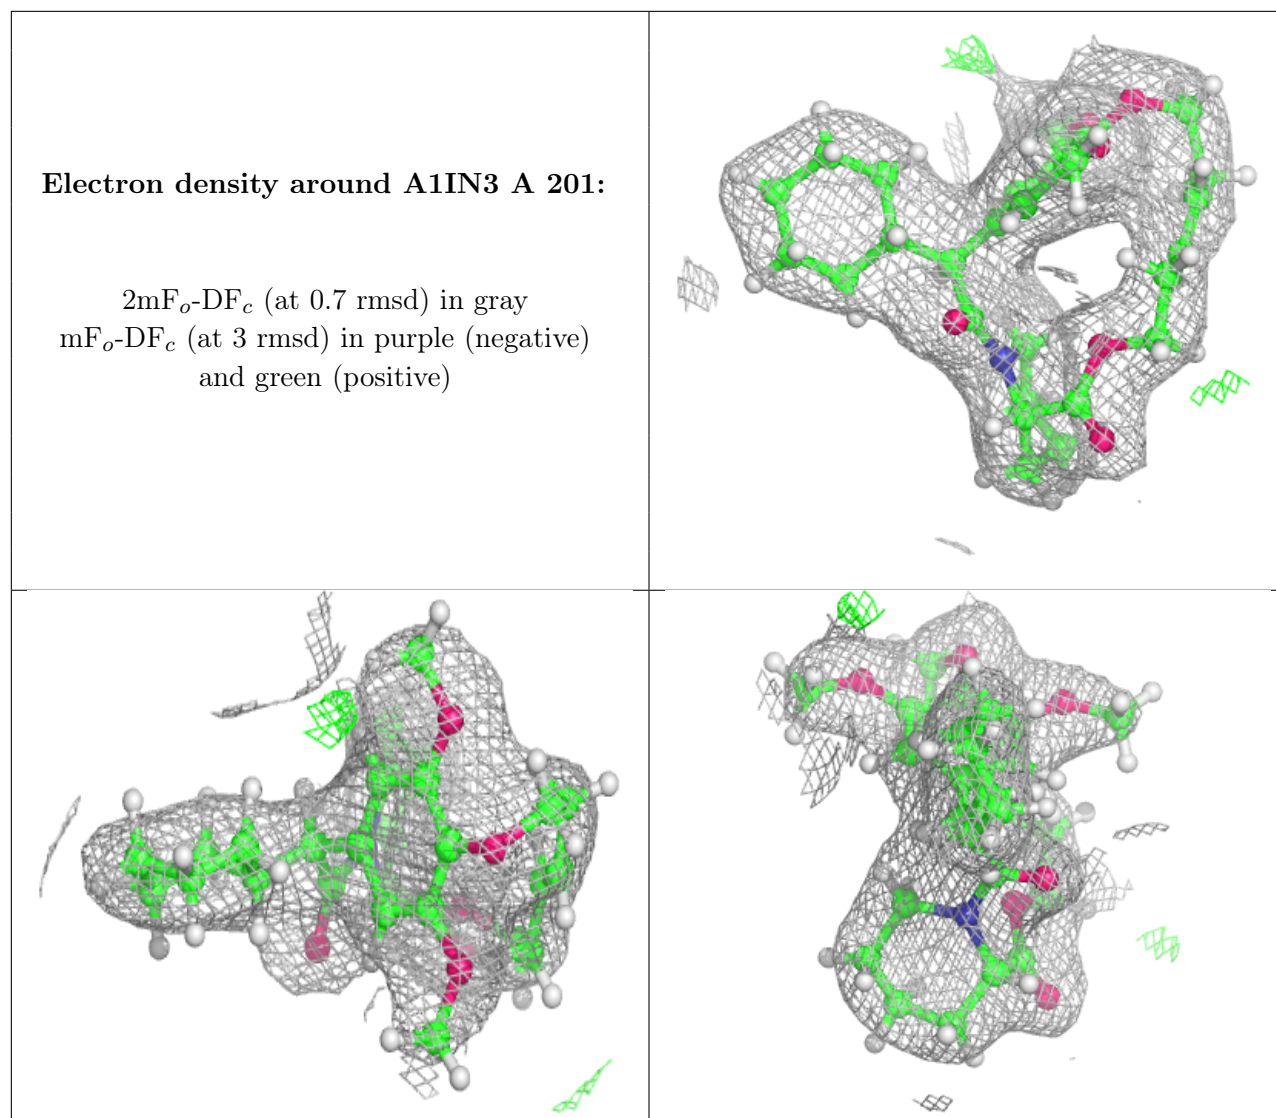 Electron density around A1IN3 A 201:
2mFo-DFc (at 0.7 rmsd) in gray
mFo-DFc (at 3 rmsd) in purple (negative)
and green (positive)